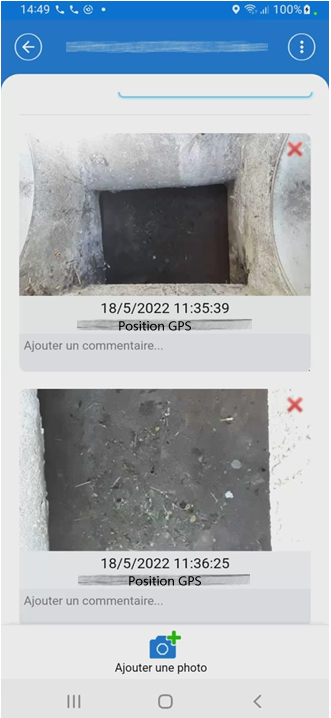 14:49
100%
18/5/2022 11:35:39
Position GPS
Ajouter un commentaire...
18/5/2022 11:36:25
Position GPS
Ajouter un commentaire...
Ajouter une photo